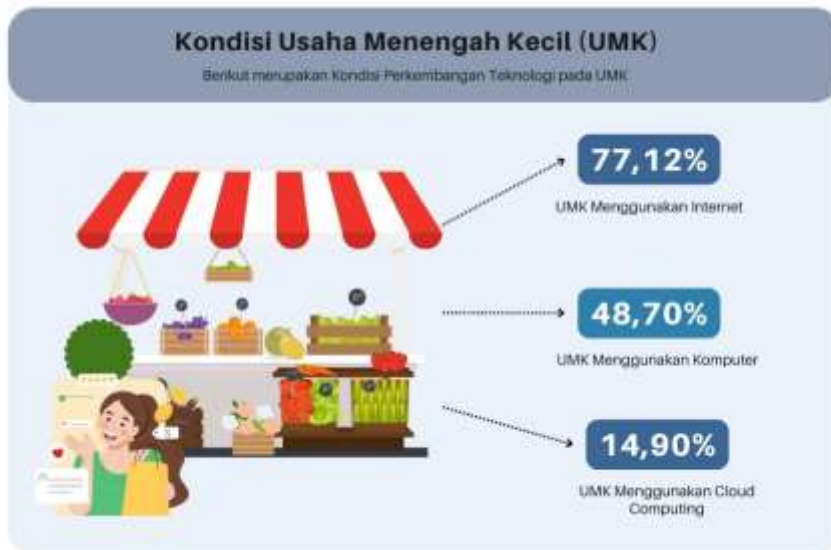 Kondisi Usaha Menengah Kecil (UMK)
Berikut merupakan Kondisi Perkembangan Teknologi pada UMK
77,12%
UMK Menggunakan Internet
48,70%
UMK Menggunakan Komputer
14,90%
UMK Menggunakan Cloud
Computing